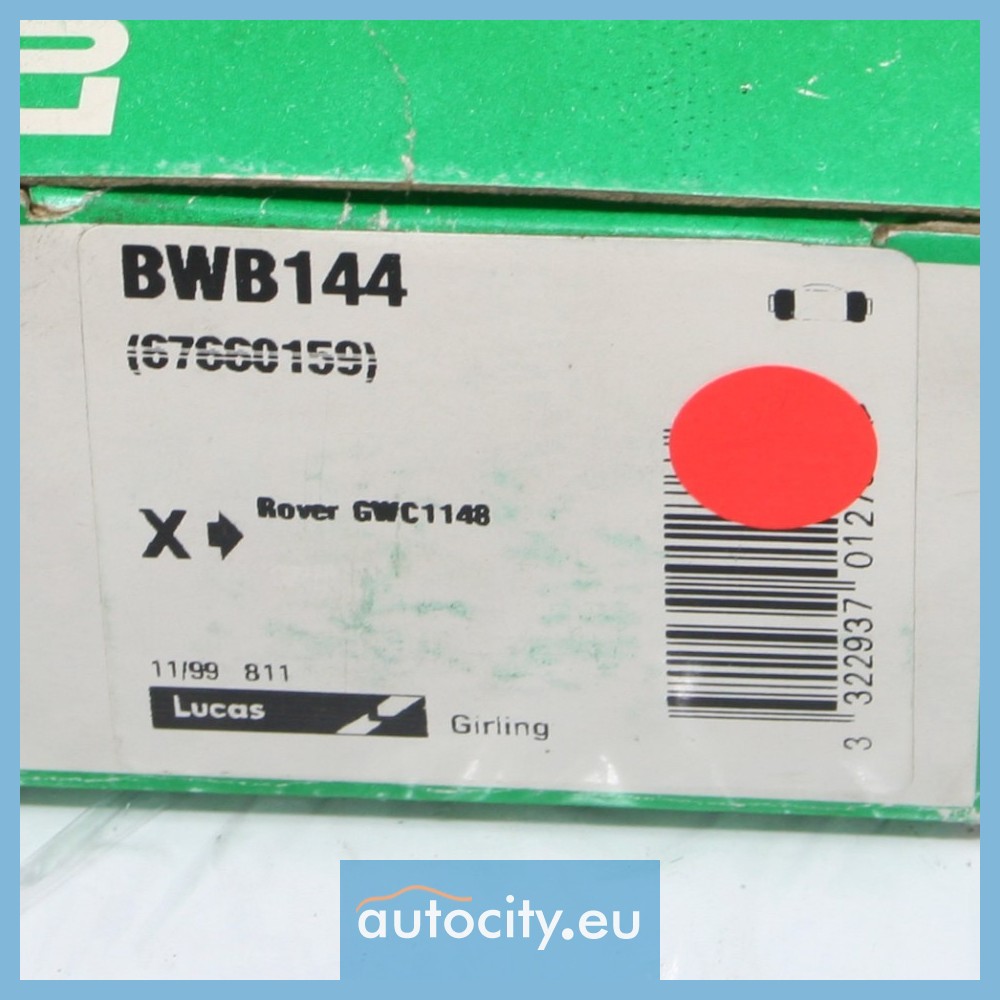 BWB144
(67660159)
X
Rover GWC1148
11/99 811
Lucas
Girling
3 322937 012
autocity.eu